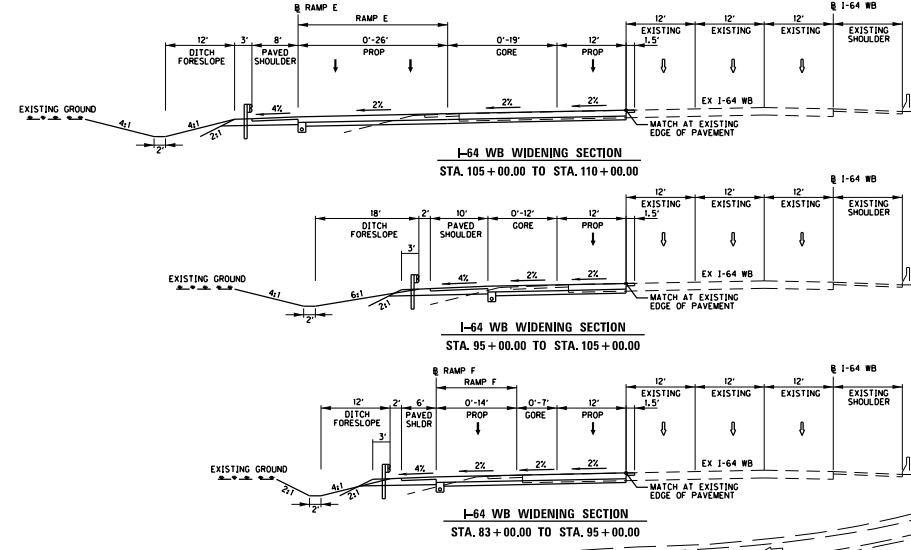 ℄ RAMP E
℄ I-64 WB
RAMP E
12' 3' 8' 0'-26' 0'-19' 12' 12' 12' 12'
DITCH FORESLOPE
PAVED SHOULDER
PROP
GORE
PROP
1.5'
EXISTING EXISTING EXISTING
EXISTING SHOULDER
EXISTING GROUND
4:1
2'
4:1
2:1
4% 2% 2% 2%
EX I-64 WB
MATCH AT EXISTING
EDGE OF PAVEMENT
I-64 WB WIDENING SECTION
STA. 105+00.00 TO STA. 110+00.00
℄ I-64 WB
18' 2' 10' 0'-12' 12' 12' 12' 12'
DITCH FORESLOPE
PAVED SHOULDER
GORE
PROP
1.5'
EXISTING EXISTING EXISTING
EXISTING SHOULDER
3'
EXISTING GROUND
4:1
2'
6:1
2:1
4% 2% 2%
EX I-64 WB
MATCH AT EXISTING
EDGE OF PAVEMENT
I-64 WB WIDENING SECTION
STA. 95+00.00 TO STA. 105+00.00
℄ RAMP F
℄ I-64 WB
RAMP F
12' 2' 6' 0'-14' 0'-7' 12' 12' 12' 12'
DITCH FORESLOPE
PAVED SHLDR
PROP
GORE
PROP
1.5'
EXISTING EXISTING EXISTING
EXISTING SHOULDER
3'
EXISTING GROUND
2:1
2'
4:1
2:1
4% 2% 2% 2%
EX I-64 WB
MATCH AT EXISTING
EDGE OF PAVEMENT
I-64 WB WIDENING SECTION
STA. 83+00.00 TO STA. 95+00.00